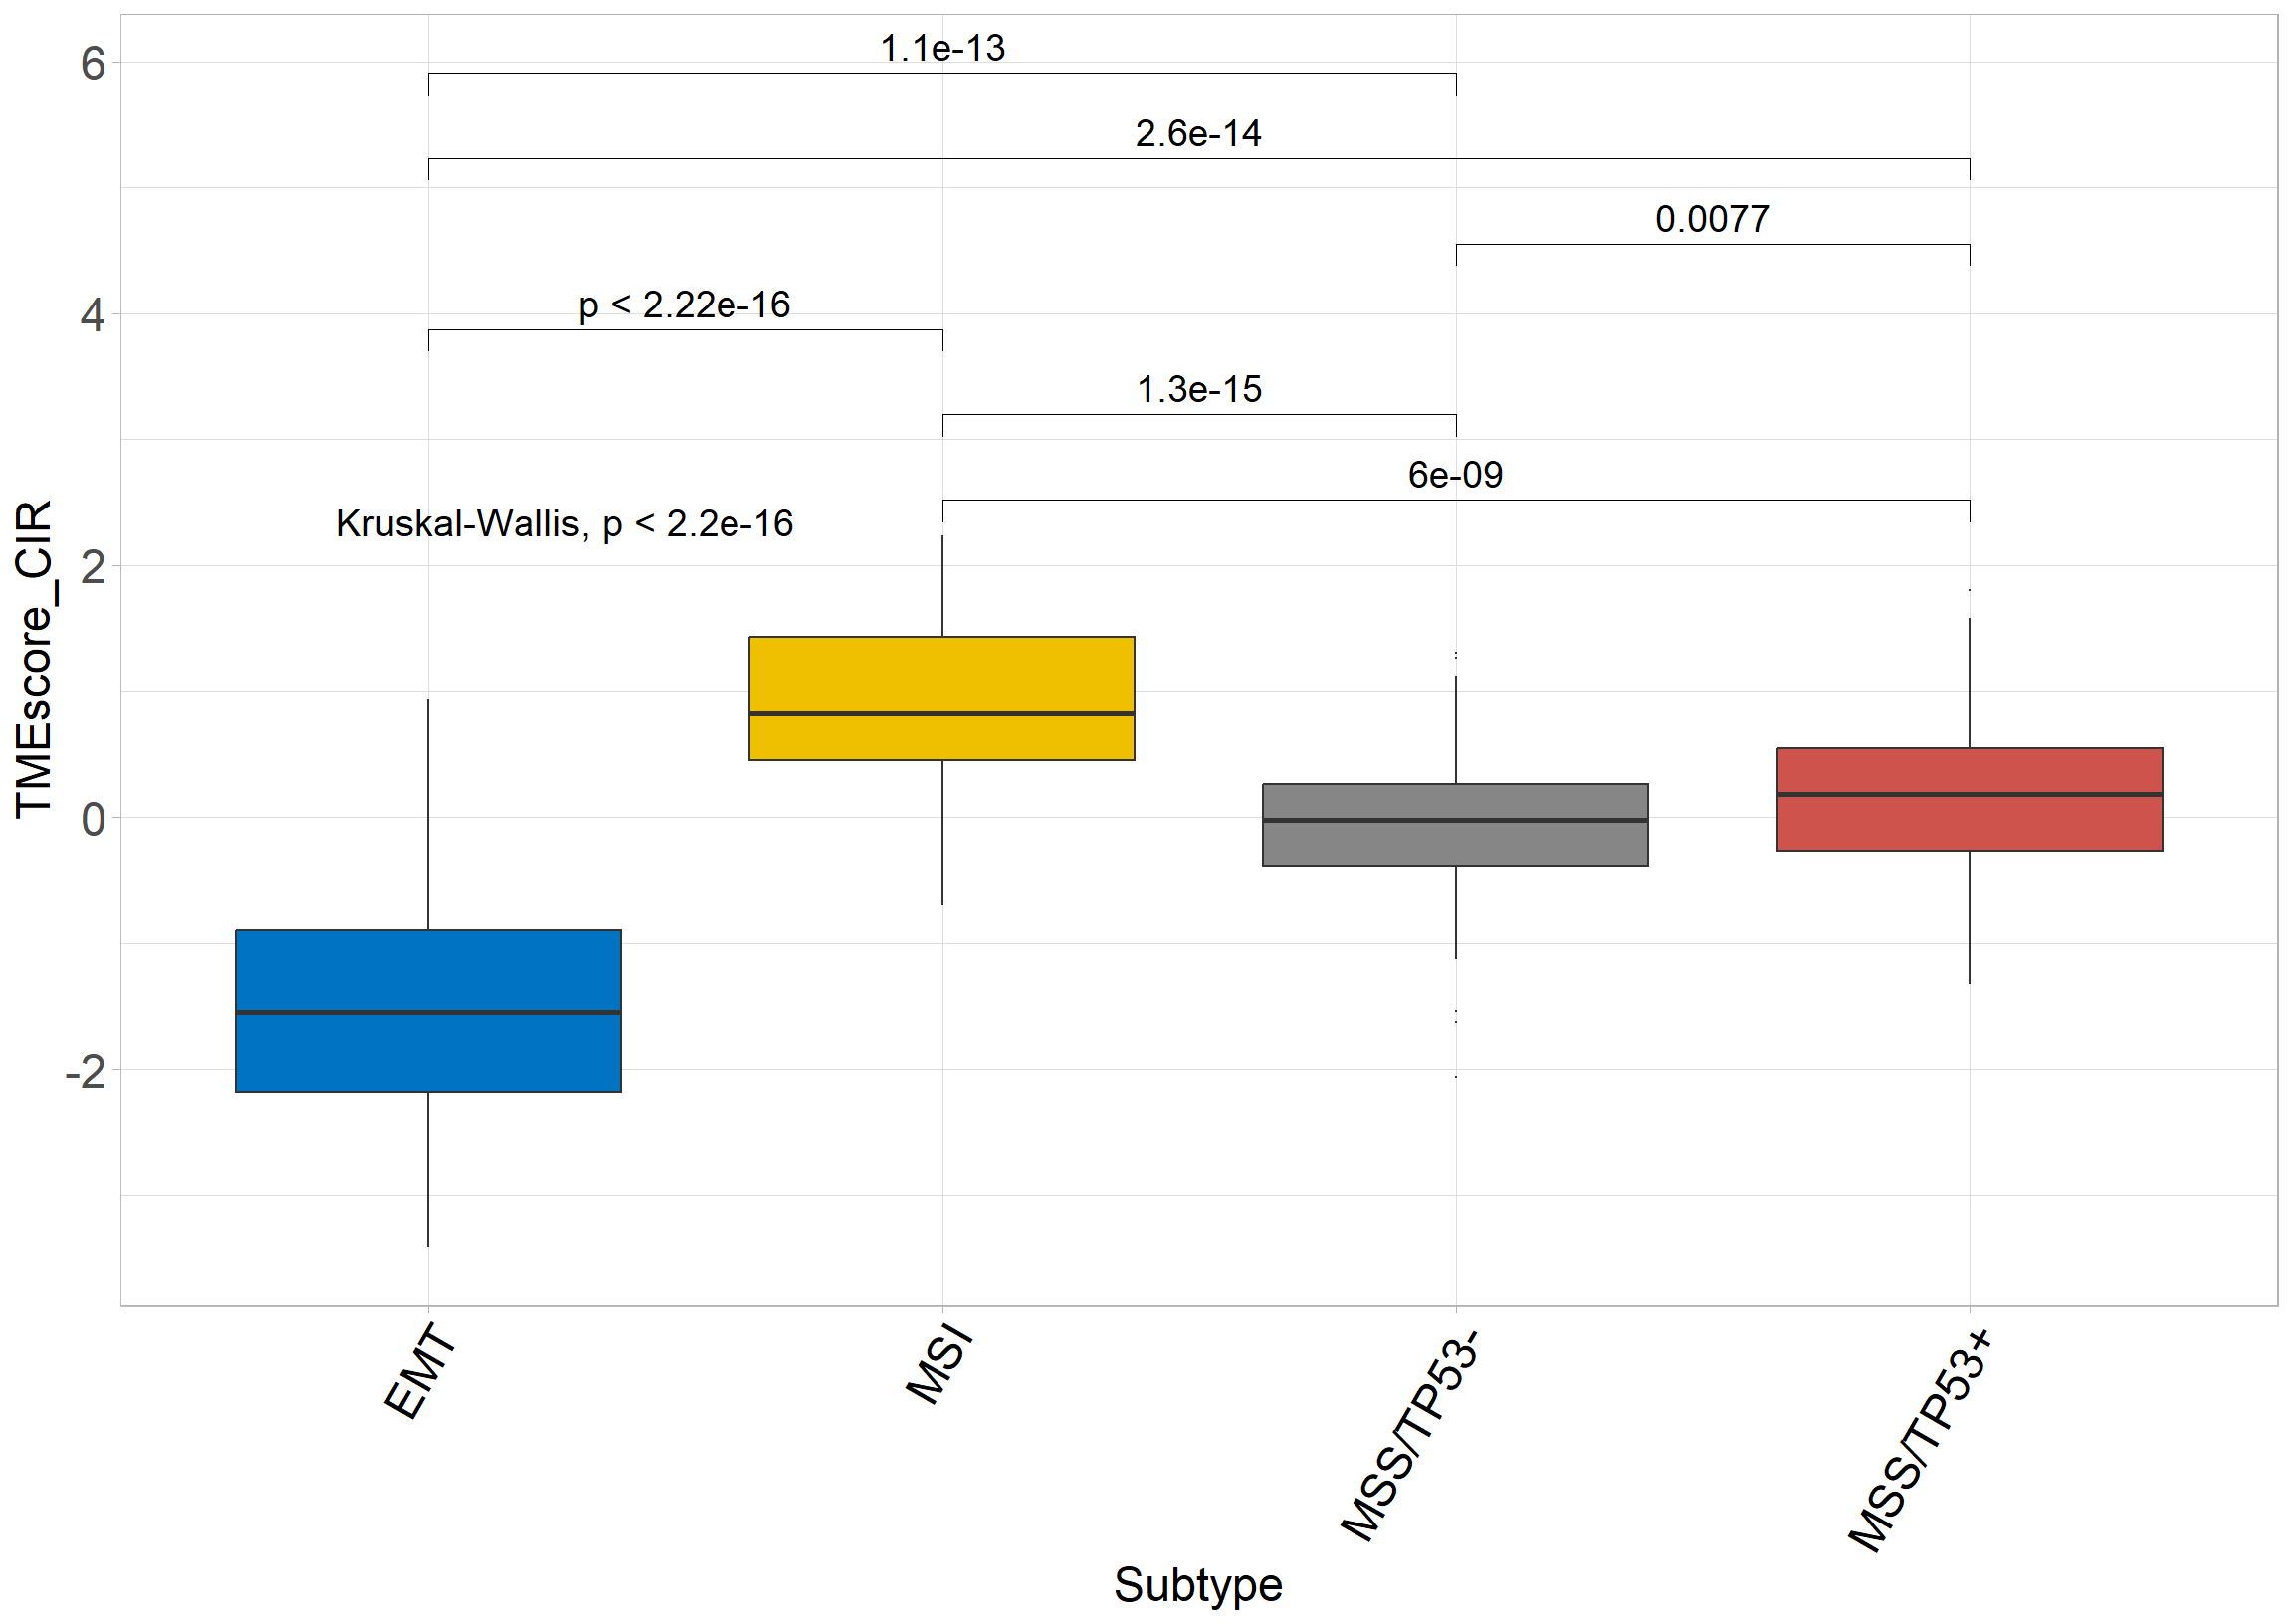 6
1.1e-13
2.6e-14
0.0077
4
p < 2.22e-16
1.3e-15
6e-09
Kruskal-Wallis, p < 2.2e-16
2
TMEscore_CIR
0
-2
EMT
MSI
MSS/TP53-
MSS/TP53+
Subtype